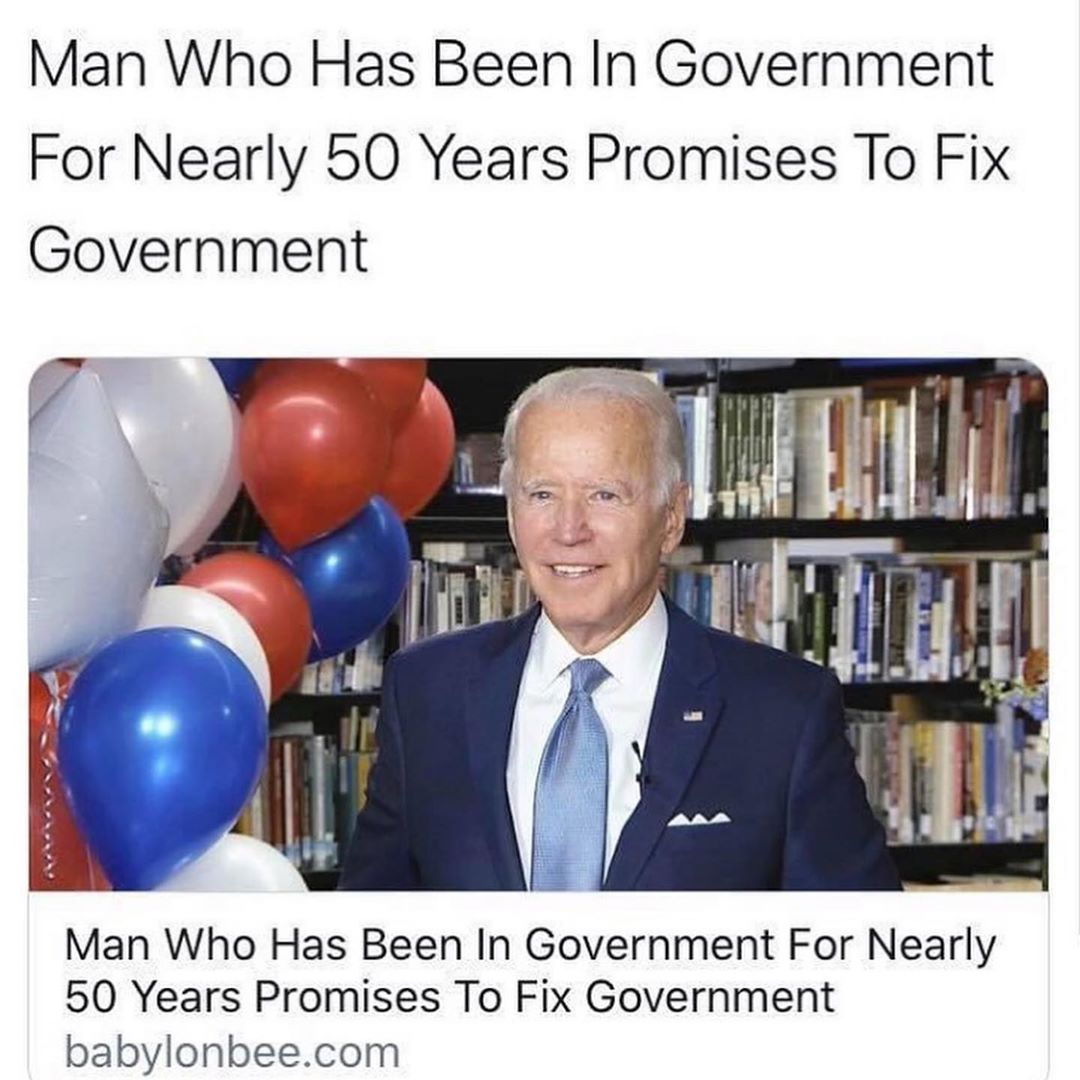 Man Who Has Been In Government
For Nearly 50 Years Promises To Fix
Government
Man Who Has Been In Government For Nearly
50 Years Promises To Fix Government
babylonbee.com